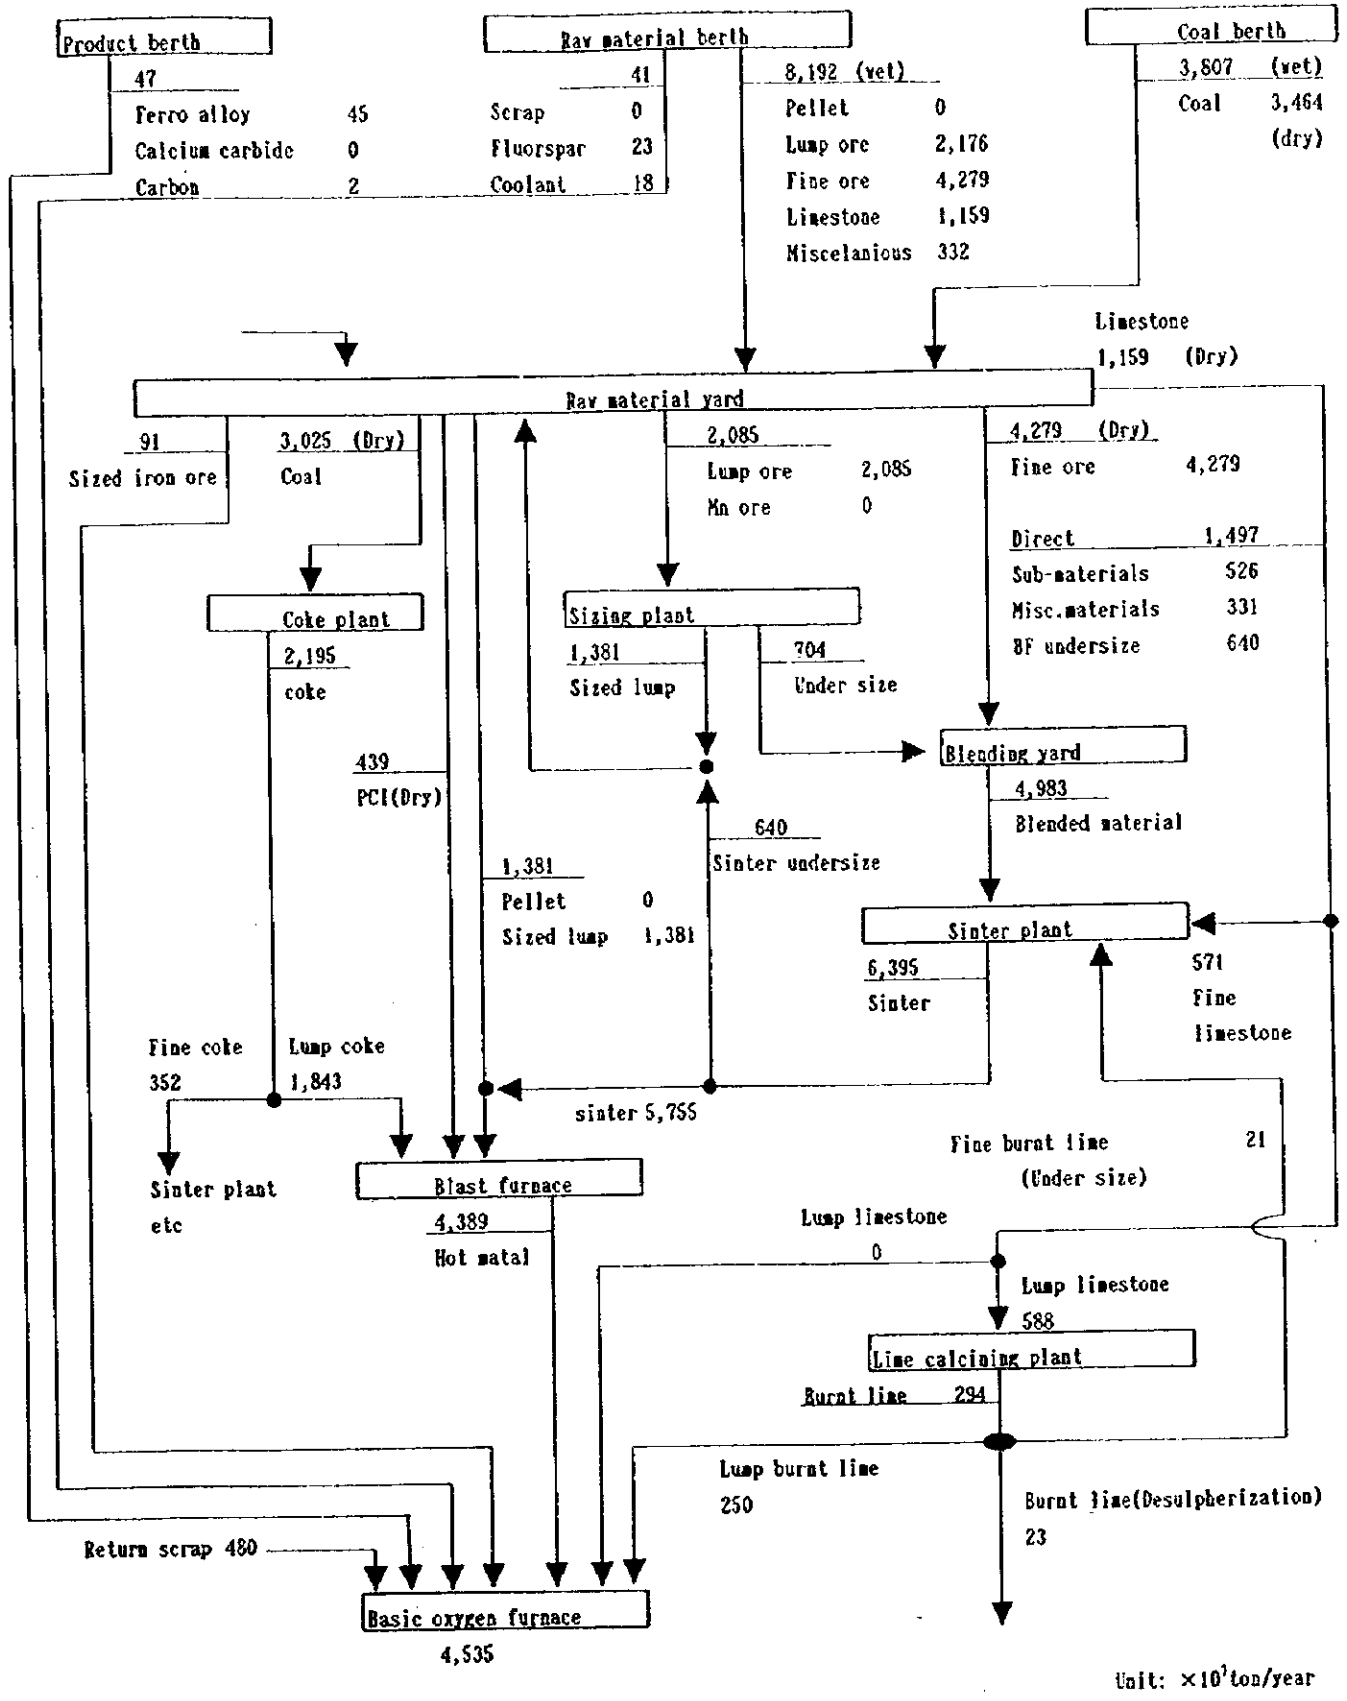 Product berth
Raw material berth
Coal berth
47
41
8,192 (wet)
3,807 (wet)
Ferro alloy 45
Scrap 0
Pellet 0
Coal 3,464
Calcium carbide 0
Fluorspar 23
Lump ore 2,176
(dry)
Carbon 2
Coolant 18
Fine ore 4,279
Limestone 1,159
Miscelanious 332
Limestone
1,159 (Dry)
Raw material yard
91
3,025 (Dry)
2,085
4,279 (Dry)
Sized iron ore
Coal
Lump ore 2,085
Fine ore 4,279
Mn ore 0
Direct 1,497
Sub-materials 526
Misc.materials 331
BF undersize 640
Coke plant
Sizing plant
2,195
coke
1,381
Sized lump
704
Under size
Blending yard
439
PCI(Dry)
4,983
Blended material
640
Sinter undersize
1,381
Pellet 0
Sized lump 1,381
Sinter plant
6,395
Sinter
571
Fine
limestone
Fine coke
352
Lump coke
1,843
sinter 5,755
Sinter plant
etc
Blast furnace
Fine burnt lime 21
(Under size)
4,389
Hot matal
Lump limestone
0
Lump limestone
588
Lime calcining plant
Burnt lime 294
Lump burnt lime
250
Burnt lime(Desulpherization)
23
Return scrap 480
Basic oxygen furnace
4,535
Unit: ×10³ton/year